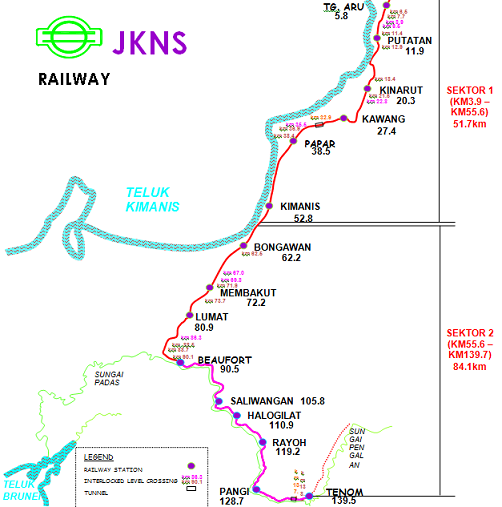 TG. ARU
5.8
JKNS
RAILWAY
PUTATAN
11.9
KINARUT
20.3
KAWANG
27.4
PAPAR
38.5
SEKTOR 1
(KM3.9 –
KM55.6)
51.7km
TELUK
KIMANIS
KIMANIS
52.8
BONGAWAN
62.2
MEMBAKUT
72.2
LUMAT
80.9
SEKTOR 2
(KM55.6 –
KM139.7)
84.1km
BEAUFORT
90.5
SUNGAI
PADAS
SALIWANGAN 105.8
HALOGILAT
110.9
RAYOH
119.2
SUN
GAI
PEN
GAL
AN
LEGEND
RAILWAY STATION
INTERLOCKED LEVEL CROSSING
TUNNEL
TELUK
BRUNEI
PANGI
128.7
TENOM
139.5